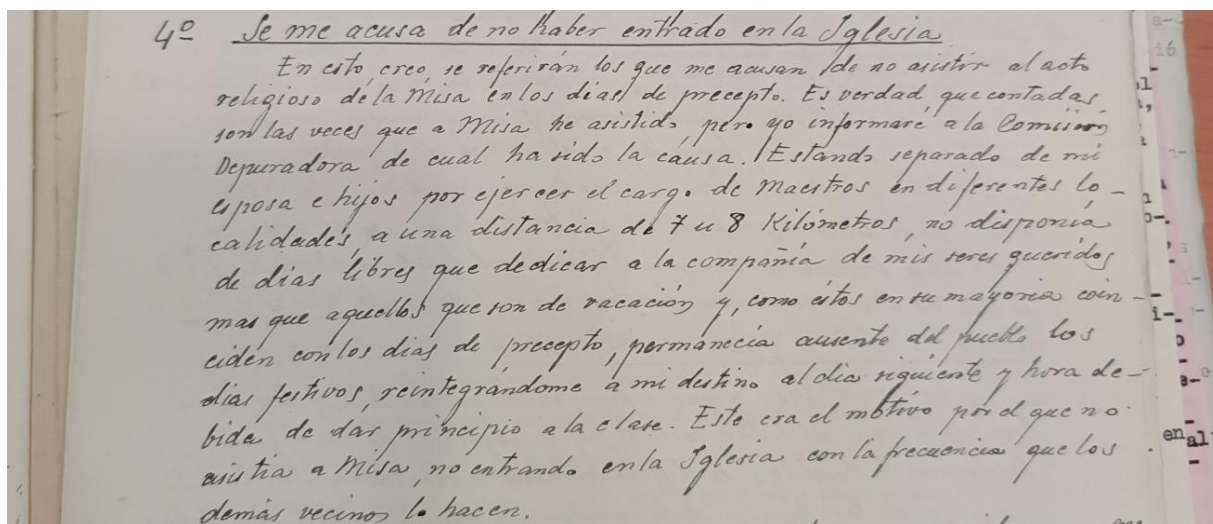 4º Se me acusa de no haber entrado en la Iglesia
En esto, creo, se referirán los que me acusan de no asistir al acto
religioso de la Misa en los dias de precepto. Es verdad, que contadas
son las veces que a Misa he asistido pero yo informaré a la Comisión
Depuradora de cual ha sido la causa. Estando separado de mi
esposa e hijos por ejercer el cargo de Maestros en diferentes lo-
calidades, a una distancia de 7 u 8 Kilómetros, no disponía
de dias libres que dedicar a la compañía de mis seres queridos
mas que aquellos que son de vacación y, como éstos en su mayoria coin-
ciden con los dias de precepto, permanecía ausente del pueblo los
dias festivos, reintegrándome a mi destino al dia siguiente y hora de-
bida de dar principio a la clase. Este era el motivo por el que no
asistia a Misa, no entrando en la Iglesia con la frecuencia que los
demás vecinos lo hacen.